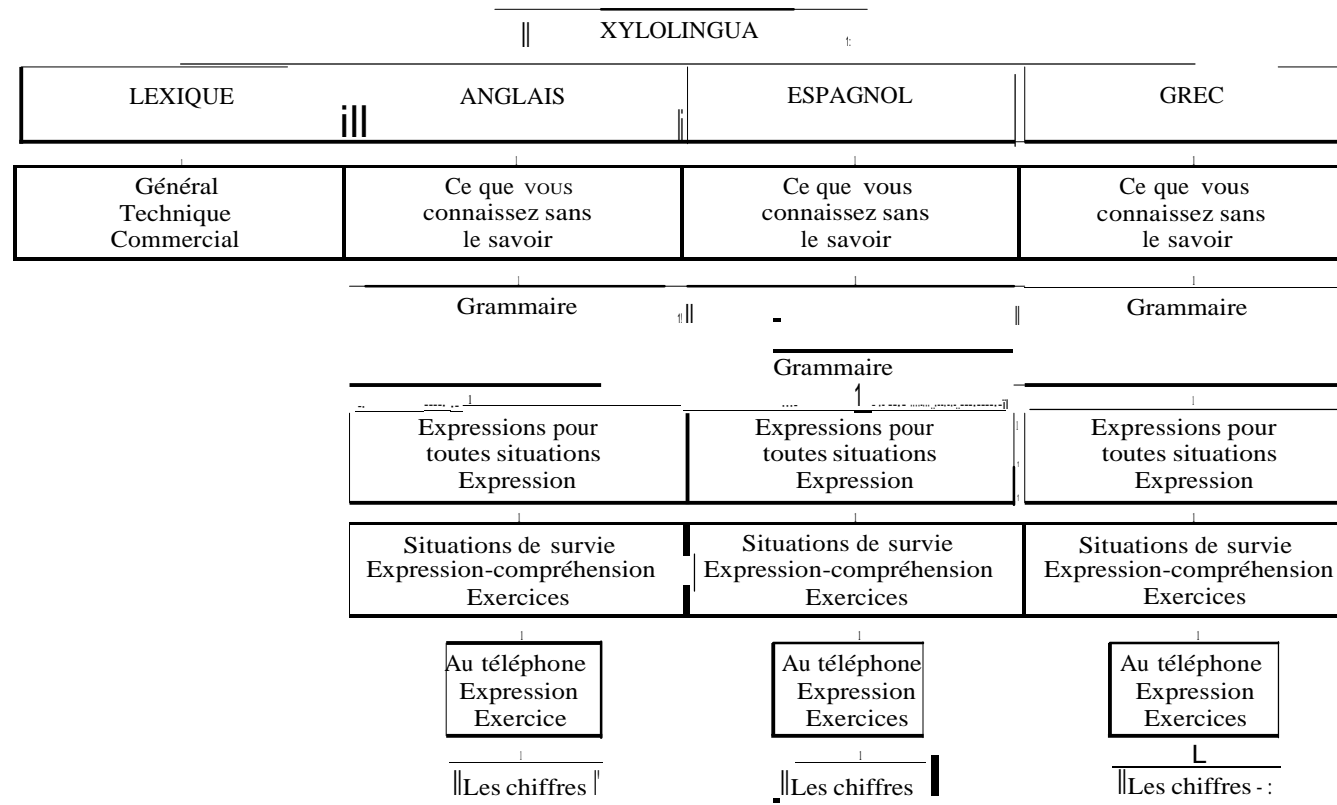 XYLOLINGUA
LEXIQUE
ANGLAIS
ESPAGNOL
GREC
Général
Technique
Commercial
Ce que vous
connaissez sans
le savoir
Ce que vous
connaissez sans
le savoir
Ce que vous
connaissez sans
le savoir
Grammaire
Grammaire
Grammaire
Expressions pour
toutes situations
Expression
Expressions pour
toutes situations
Expression
Expressions pour
toutes situations
Expression
Situations de survie
Expression-compréhension
Exercices
Situations de survie
Expression-compréhension
Exercices
Situations de survie
Expression-compréhension
Exercices
Au téléphone
Expression
Exercice
Au téléphone
Expression
Exercices
Au téléphone
Expression
Exercices
Les chiffres
Les chiffres
Les chiffres